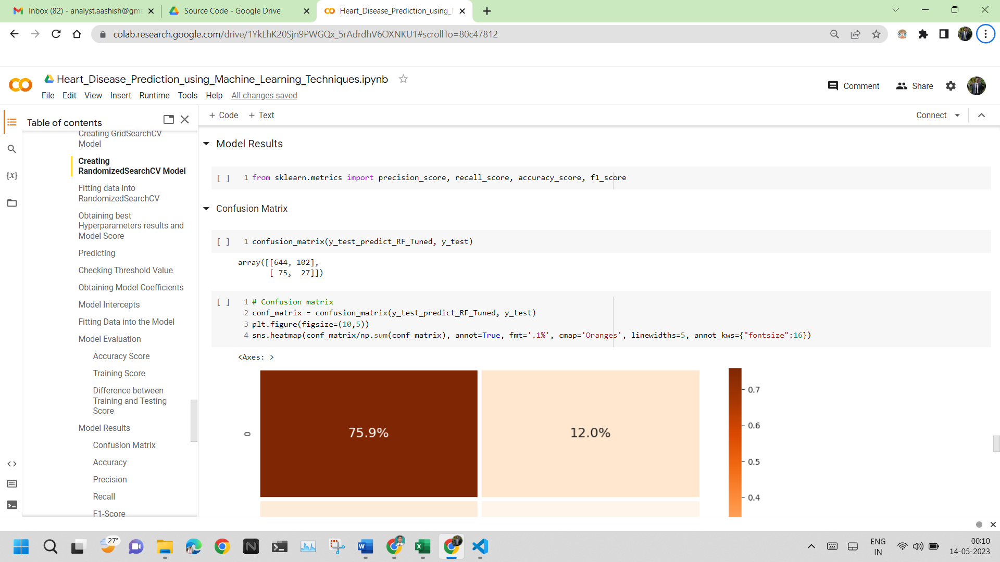 Inbox (82) - analyst.aashish@gm
Source Code - Google Drive
Heart_Disease_Prediction_using_
colab.research.google.com/drive/1YkLhK20Sjn9PWGQx_5rAdrdhV6OXNKU1#scrollTo=80c47812
Heart_Disease_Prediction_using_Machine_Learning_Techniques.ipynb
Comment
Share
File Edit View Insert Runtime Tools Help All changes saved
Table of contents
+ Code + Text
Connect
Creating GridSearchCV
Model
Creating
RandomizedSearchCV Model
Fitting data into
RandomizedSearchCV
Obtaining best
Hyperparameters results and
Model Score
Predicting
Checking Threshold Value
Obtaining Model Coefficients
Model Intercepts
Fitting Data into the Model
Model Evaluation
Accuracy Score
Training Score
Difference between
Training and Testing
Score
Model Results
Confusion Matrix
Accuracy
Precision
Recall
F1-Score
{x}
Model Results
[ ] 1 from sklearn.metrics import precision_score, recall_score, accuracy_score, f1_score
Confusion Matrix
[ ] 1 confusion_matrix(y_test_predict_RF_Tuned, y_test)
array([[644, 102],
[ 75, 27]])
[ ] 1 # Confusion matrix
2 conf_matrix = confusion_matrix(y_test_predict_RF_Tuned, y_test)
3 plt.figure(figsize=(10,5))
4 sns.heatmap(conf_matrix/np.sum(conf_matrix), annot=True, fmt='.1%', cmap='Oranges', linewidths=5, annot_kws={"fontsize":16})
<Axes: >
0
75.9%
12.0%
0.7
0.6
0.5
0.4
27°
ENG
IN
00:10
14-05-2023